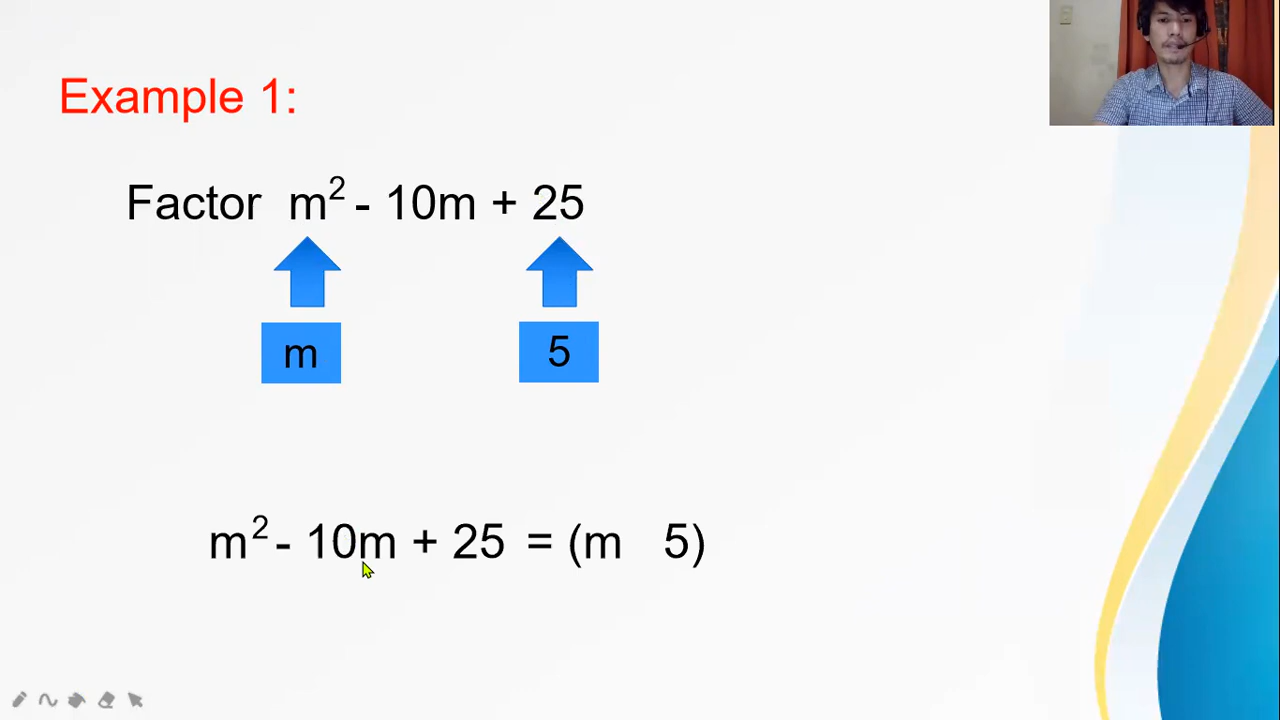 Example 1:
Factor m² - 10m + 25
m
5
m² - 10m + 25 = (m 5)